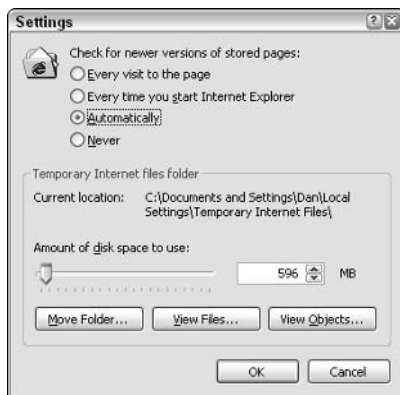 Settings
Check for newer versions of stored pages:
Every visit to the page
Every time you start Internet Explorer
Automatically
Never
Temporary Internet files folder
Current location: C:\Documents and Settings\Dan\Local
Settings\Temporary Internet Files\
Amount of disk space to use:
596 MB
Move Folder... View Files... View Objects...
OK Cancel